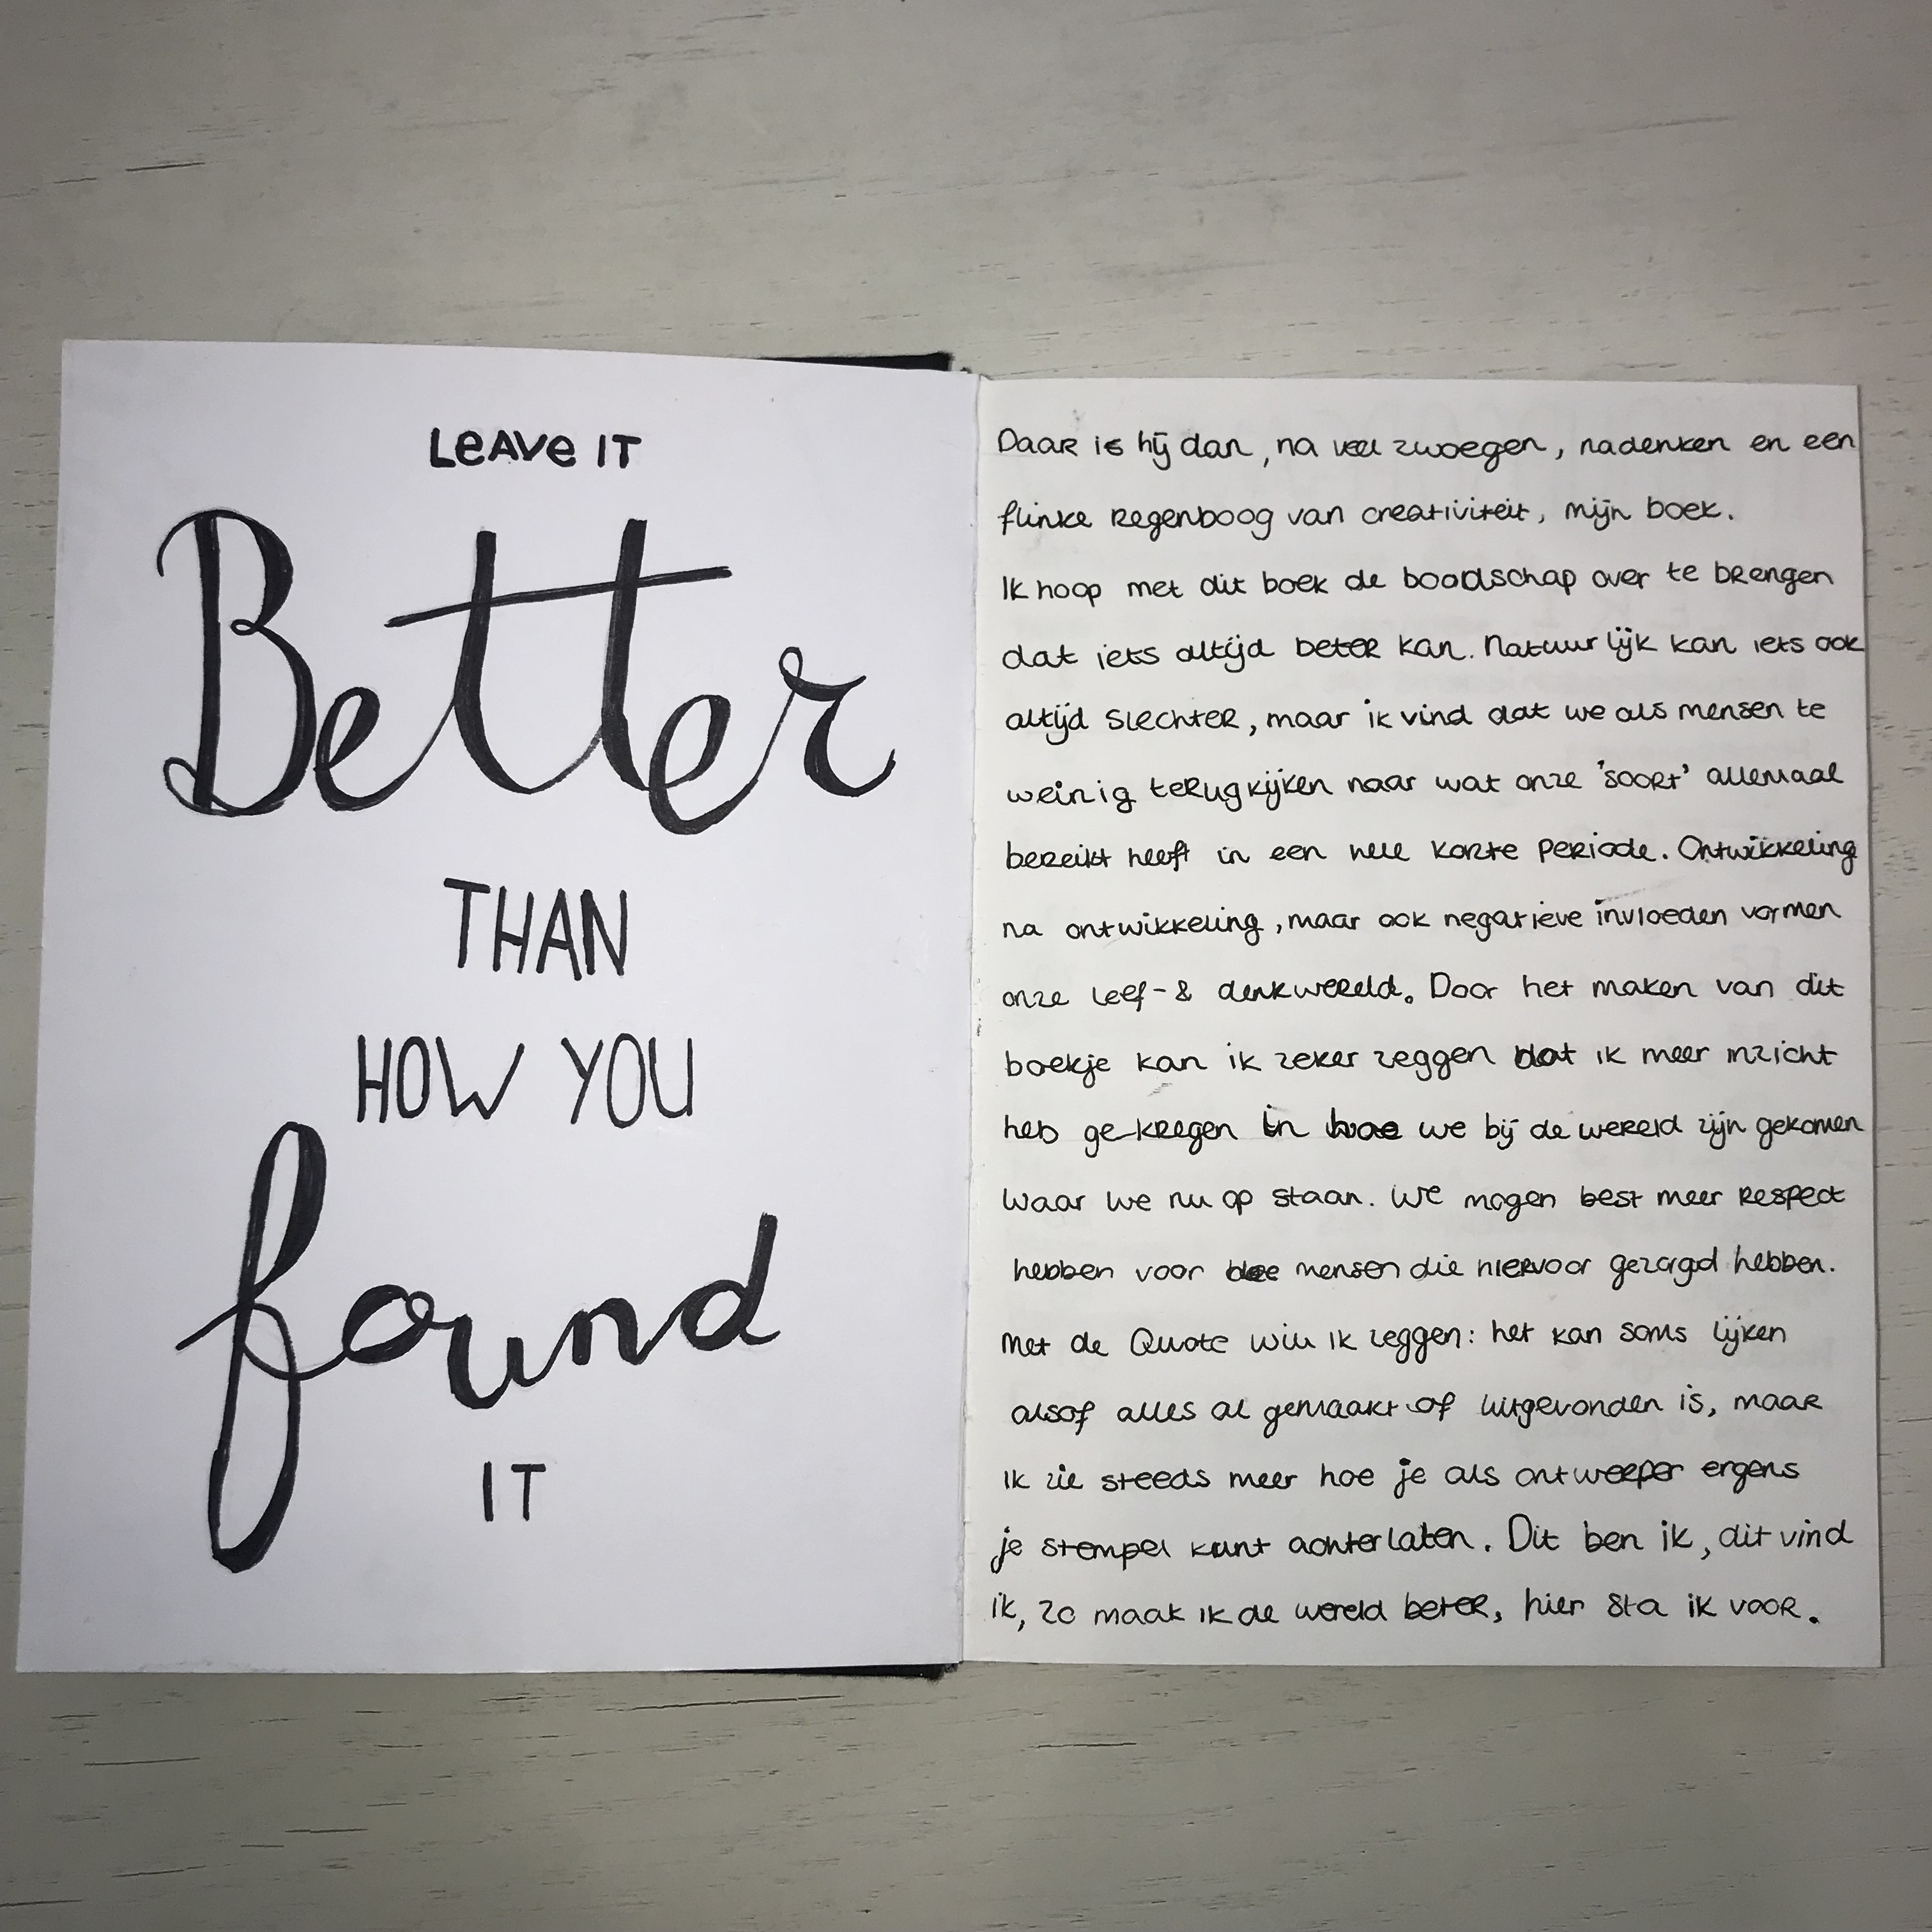 LEAVE IT
Better
THAN
HOW YOU
found
IT
Daar is hij dan, na veel zwoegen, nadenken en een
flinke regenboog van creativiteit, mijn boek.
Ik hoop met dit boek de boodschap over te brengen
dat iets altijd beter kan. Natuurlijk kan iets ook
altijd slechter, maar ik vind dat we als mensen te
weinig terugkijken naar wat onze 'soort' allemaal
bereikt heeft in een hele korte periode. Ontwikkeling
na ontwikkeling, maar ook negatieve invloeden vormen
onze leef- & denkwereld. Door het maken van dit
boekje kan ik zeker zeggen dat ik meer inzicht
heb gekregen in hoe we bij de wereld zijn gekomen
waar we nu op staan. We mogen best meer respect
hebben voor de mensen die hiervoor gezorgd hebben.
Met de Quote wil ik zeggen: het kan soms lijken
alsof alles al gemaakt of uitgevonden is, maar
ik zie steeds meer hoe je als ontwerper ergens
je stempel kunt achterlaten. Dit ben ik, dit vind
ik, zo maak ik de wereld beter, hier sta ik voor.